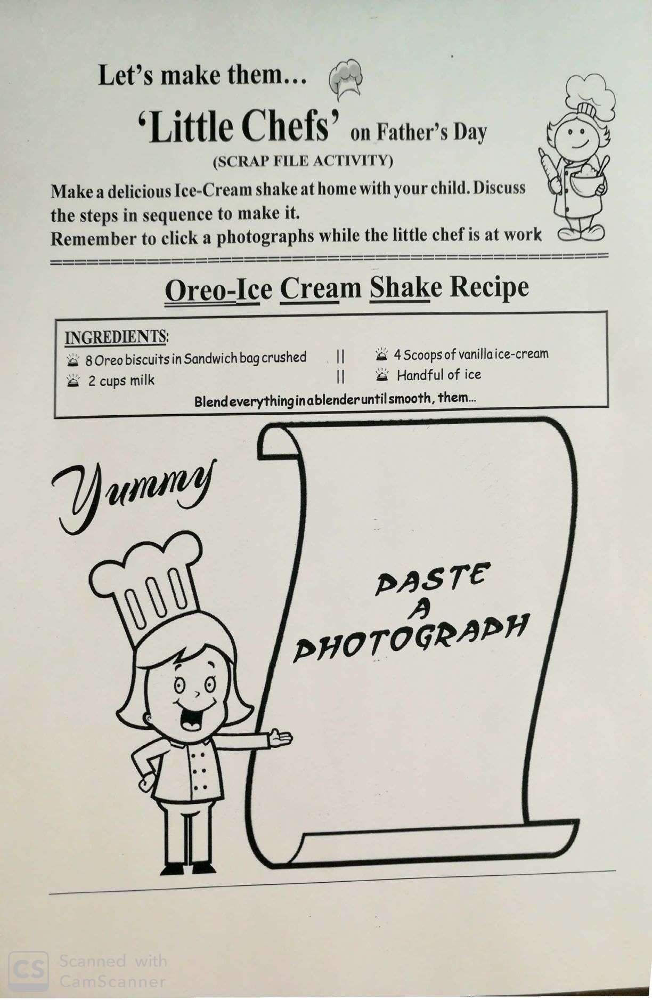 Let's make them...
'Little Chefs' on Father's Day
(SCRAP FILE ACTIVITY)
Make a delicious Ice-Cream shake at home with your child. Discuss
the steps in sequence to make it.
Remember to click a photographs while the little chef is at work
Oreo-Ice Cream Shake Recipe
INGREDIENTS:
8 Oreo biscuits in Sandwich bag crushed || 4 Scoops of vanilla ice-cream
2 cups milk || Handful of ice
Blend everything in a blender until smooth, them...
Yummy
PASTE
A
PHOTOGRAPH
CS Scanned with
CamScanner